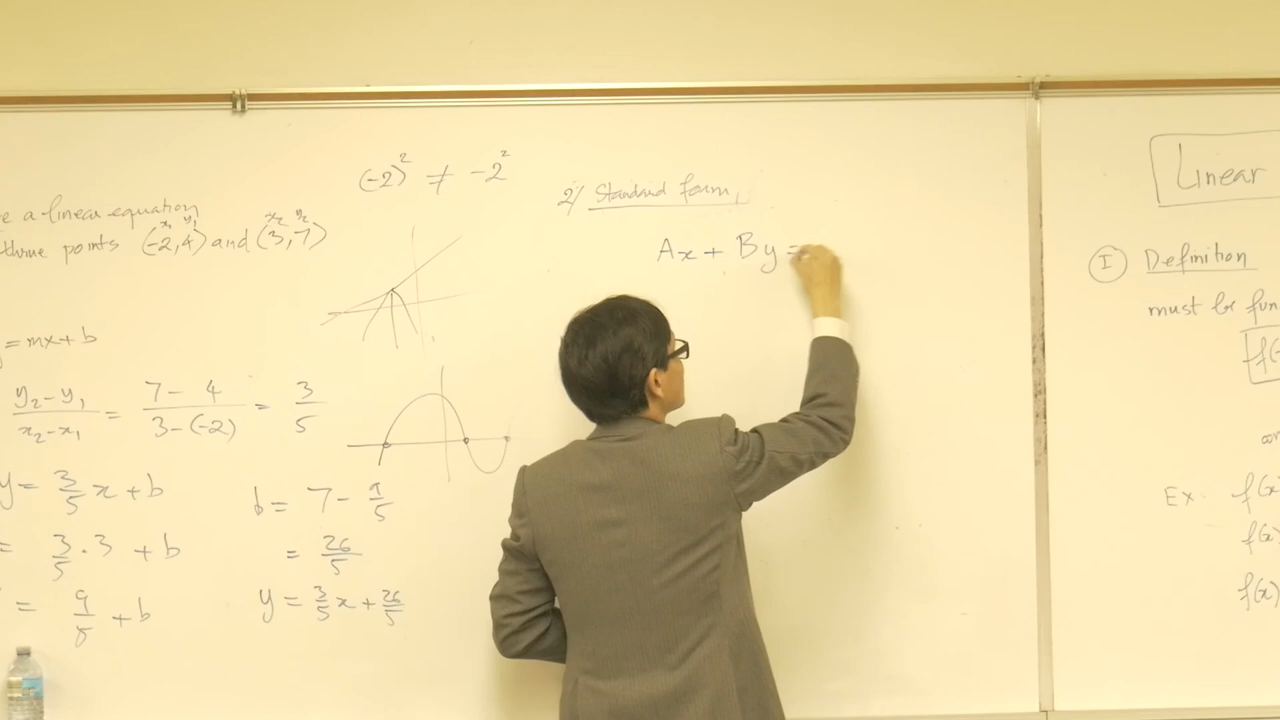 (-2)² ≠ -2²
a linear equation
points (-2,4) and (3,7)
x₁ y₁ x₂ y₂
= mx+b
y₂-y₁ / x₂-x₁ = 7-4 / 3-(-2) = 3/5
y = 3/5 x + b
= 3/5 . 3 + b
= 9/5 + b
b = 7 - 9/5
= 26/5
y = 3/5 x + 26/5
2) Standard form,
Ax + By =
Linear
I Definition
must be
Ex. f(x)
f(x)
f(x)